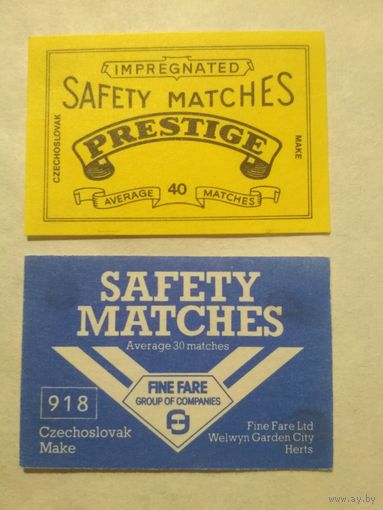 IMPREGNATED
SAFETY MATCHES
PRESTIGE
CZECHOSLOVAK
MAKE
AVERAGE 40 MATCHES
SAFETY
MATCHES
Average 30 matches
FINE FARE
GROUP OF COMPANIES
918
Czechoslovak
Make
Fine Fare Ltd
Welwyn Garden City
Herts
www.ay.by